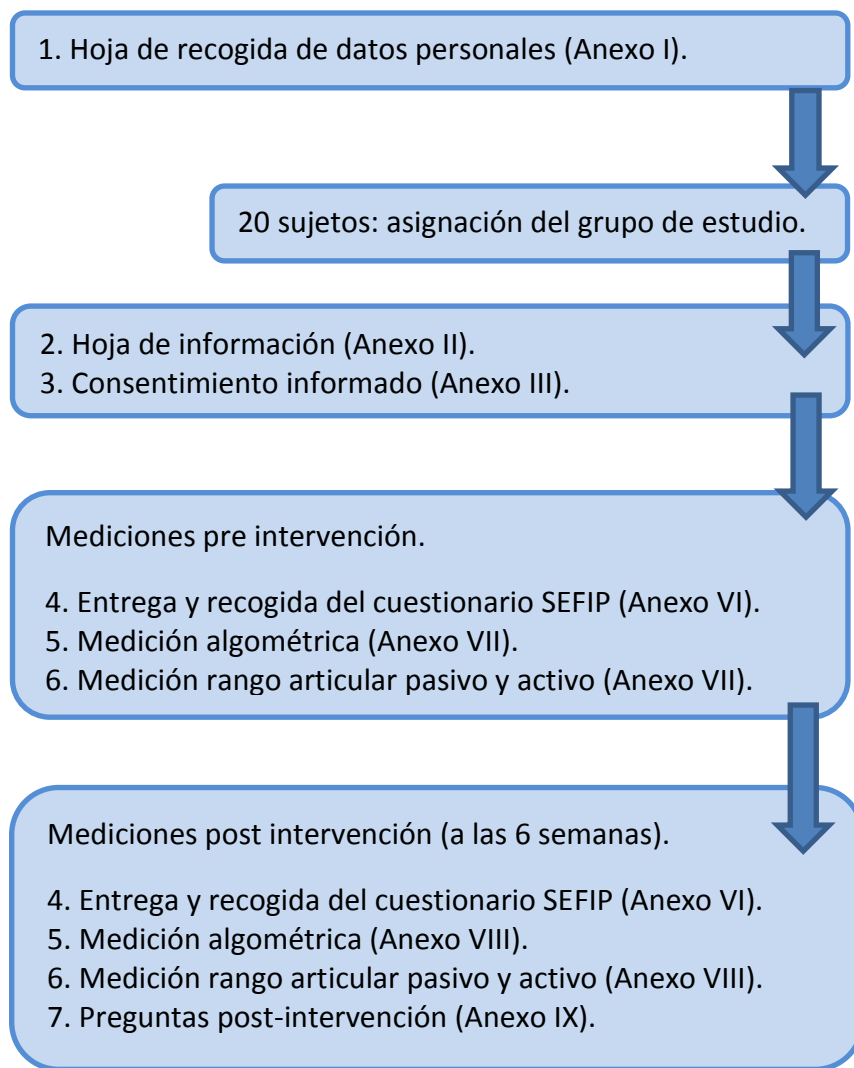 1. Hoja de recogida de datos personales (Anexo I).
20 sujetos: asignación del grupo de estudio.
2. Hoja de información (Anexo II).
3. Consentimiento informado (Anexo III).
Mediciones pre intervención.
4. Entrega y recogida del cuestionario SEFIP (Anexo VI).
5. Medición algométrica (Anexo VII).
6. Medición rango articular pasivo y activo (Anexo VII).
Mediciones post intervención (a las 6 semanas).
4. Entrega y recogida del cuestionario SEFIP (Anexo VI).
5. Medición algométrica (Anexo VIII).
6. Medición rango articular pasivo y activo (Anexo VIII).
7. Preguntas post-intervención (Anexo IX).